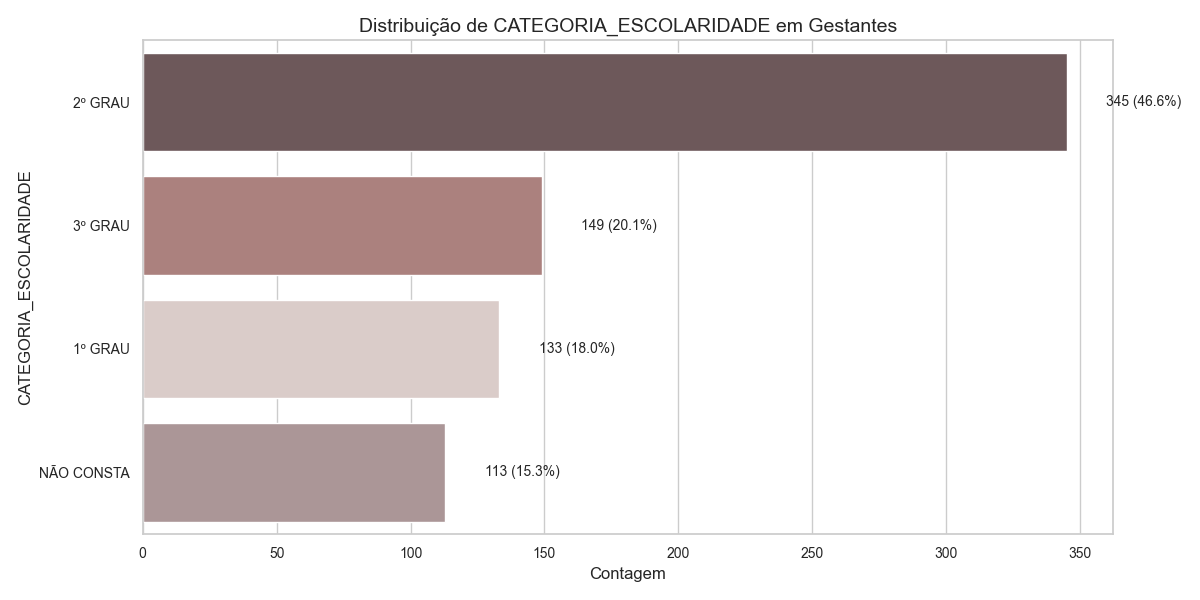 Distribuição de CATEGORIA_ESCOLARIDADE em Gestantes
CATEGORIA_ESCOLARIDADE
2º GRAU
345 (46.6%)
3º GRAU
149 (20.1%)
1º GRAU
133 (18.0%)
NÃO CONSTA
113 (15.3%)
0 50 100 150 200 250 300 350
Contagem